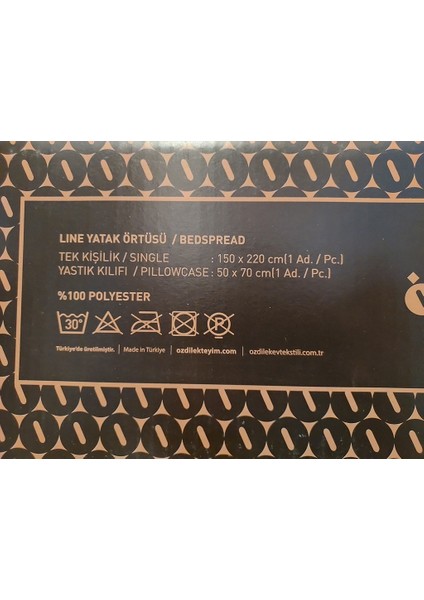 LINE YATAK ÖRTÜSÜ / BEDSPREAD
TEK KİŞİLİK / SINGLE : 150 x 220 cm(1 Ad. / Pc.)
YASTIK KILIFI / PILLOWCASE : 50 x 70 cm(1 Ad. / Pc.)
%100 POLYESTER
30°
Türkiye'de üretilmiştir. | Made in Türkiye | ozdilekteyim.com | ozdilekevtekstili.com.tr